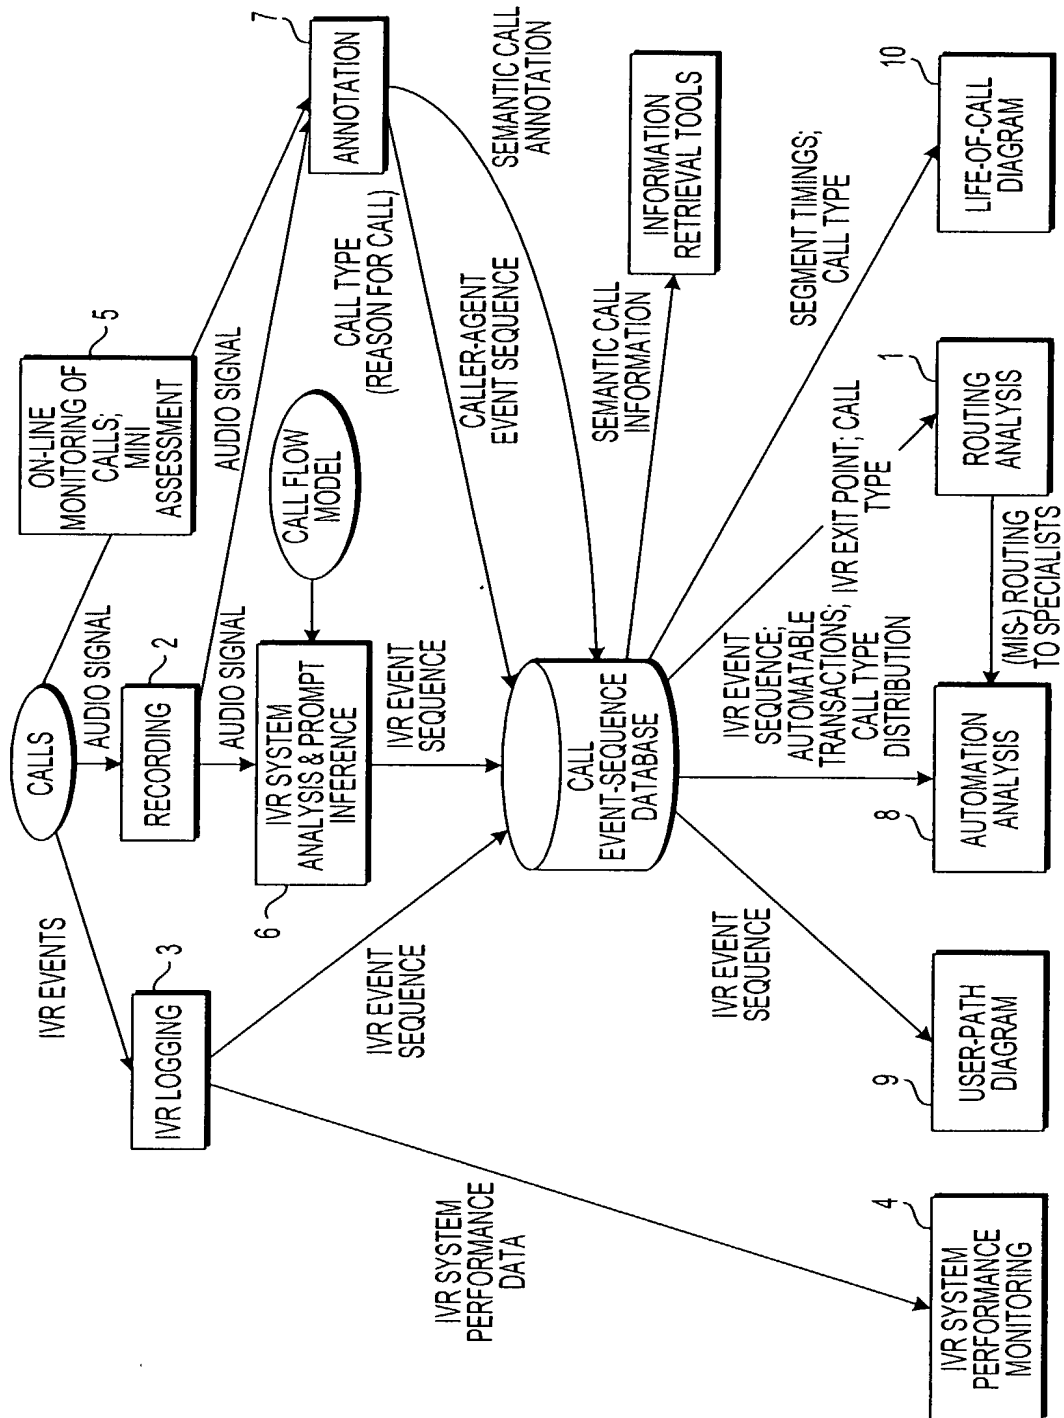 CALLS
IVR EVENTS
AUDIO SIGNAL
ON-LINE
MONITORING OF
CALLS;
MINI
ASSESSMENT
5
IVR LOGGING
3
RECORDING
2
AUDIO SIGNAL
AUDIO SIGNAL
IVR SYSTEM
ANALYSIS & PROMPT
INFERENCE
6
CALL FLOW
MODEL
ANNOTATION
7
CALL TYPE
(REASON FOR CALL)
IVR EVENT
SEQUENCE
IVR EVENT
SEQUENCE
CALLER-AGENT
EVENT SEQUENCE
SEMANTIC CALL
ANNOTATION
IVR SYSTEM
PERFORMANCE
DATA
CALL
EVENT-SEQUENCE
DATABASE
SEMANTIC CALL
INFORMATION
INFORMATION
RETRIEVAL TOOLS
IVR EVENT
SEQUENCE
IVR EVENT
SEQUENCE;
AUTOMATABLE
TRANSACTIONS;
CALL TYPE
DISTRIBUTION
IVR EXIT POINT; CALL
TYPE
SEGMENT TIMINGS;
CALL TYPE
IVR SYSTEM
PERFORMANCE
MONITORING
4
USER-PATH
DIAGRAM
9
AUTOMATION
ANALYSIS
8
(MIS-) ROUTING
TO SPECIALISTS
ROUTING
ANALYSIS
1
LIFE-OF-CALL
DIAGRAM
10